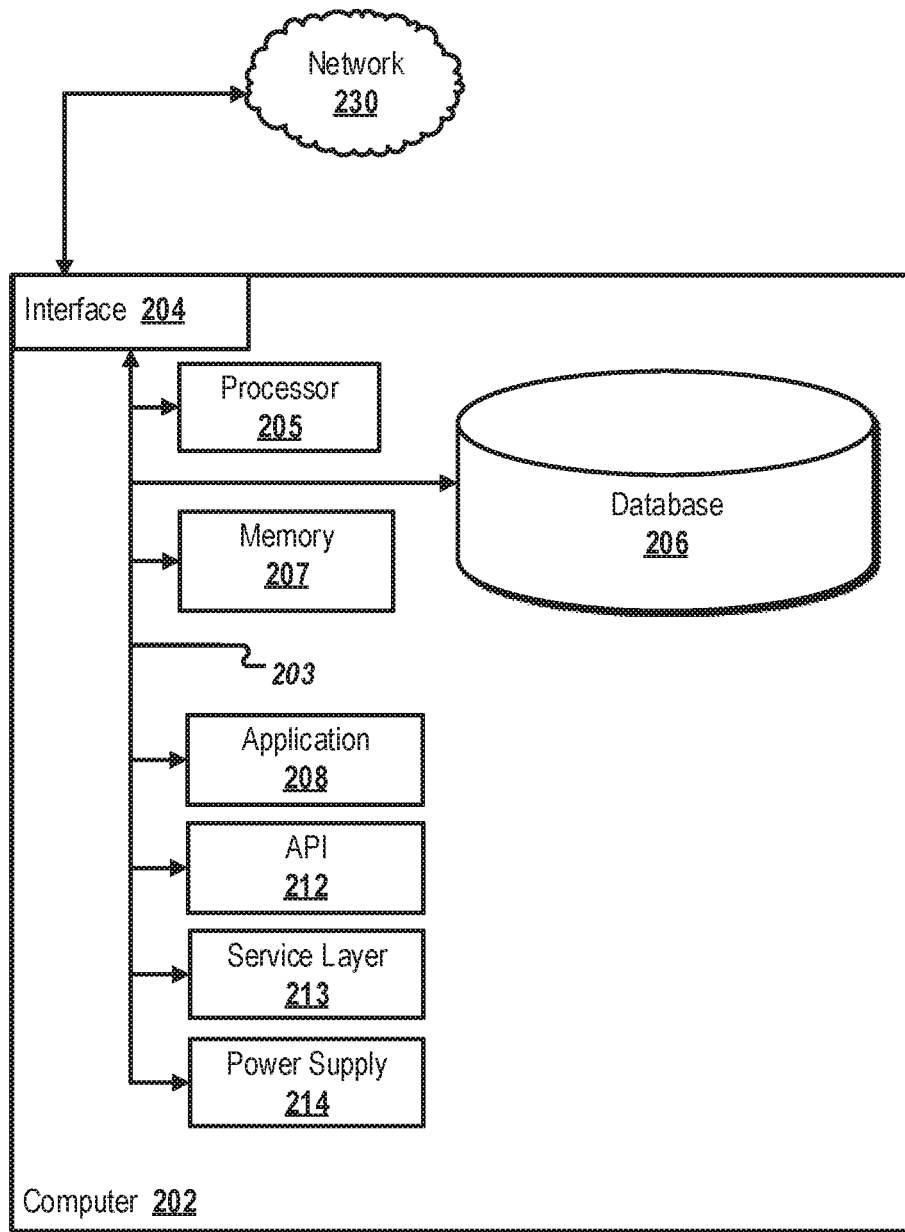 Network
230
Interface 204
Processor
205
Database
206
Memory
207
203
Application
208
API
212
Service Layer
213
Power Supply
214
Computer 202